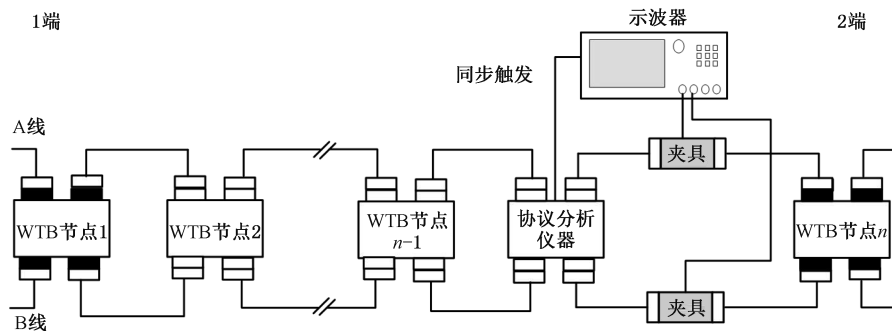 1端
示波器
2端
同步触发
A线
夹具
WTB节点1
WTB节点2
WTB节点
n-1
协议分析
仪器
WTB节点n
夹具
B线